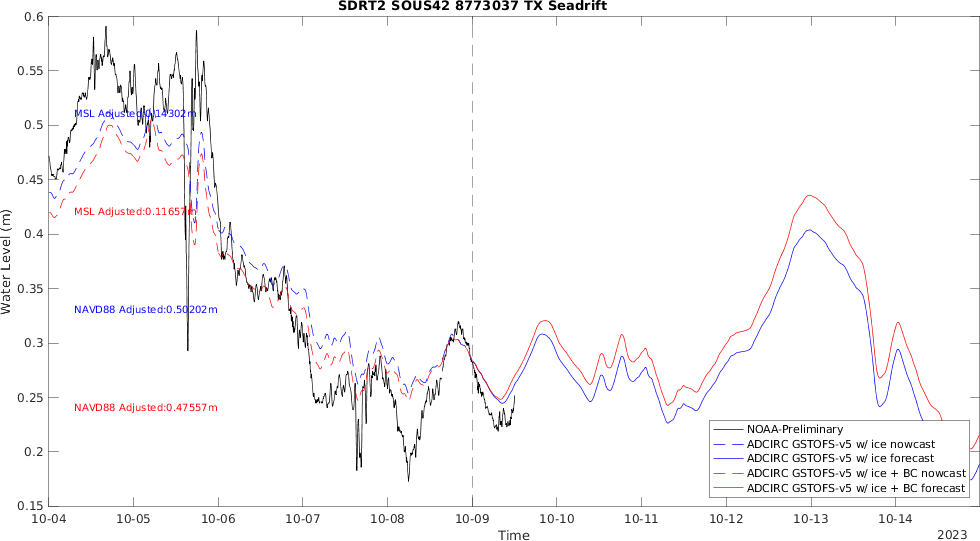 SDRT2 SOUS42 8773037 TX Seadrift
0.6
0.55
0.5
0.45
0.4
0.35
0.3
0.25
0.2
0.15
Water Level (m)
MSL Adjusted:0.14302m
MSL Adjusted:0.11657m
NAVD88 Adjusted:0.50202m
NAVD88 Adjusted:0.47557m
NOAA-Preliminary
ADCIRC GSTOFS-v5 w/ ice nowcast
ADCIRC GSTOFS-v5 w/ ice forecast
ADCIRC GSTOFS-v5 w/ ice + BC nowcast
ADCIRC GSTOFS-v5 w/ ice + BC forecast
10-04 10-05 10-06 10-07 10-08 10-09 10-10 10-11 10-12 10-13 10-14
Time
2023